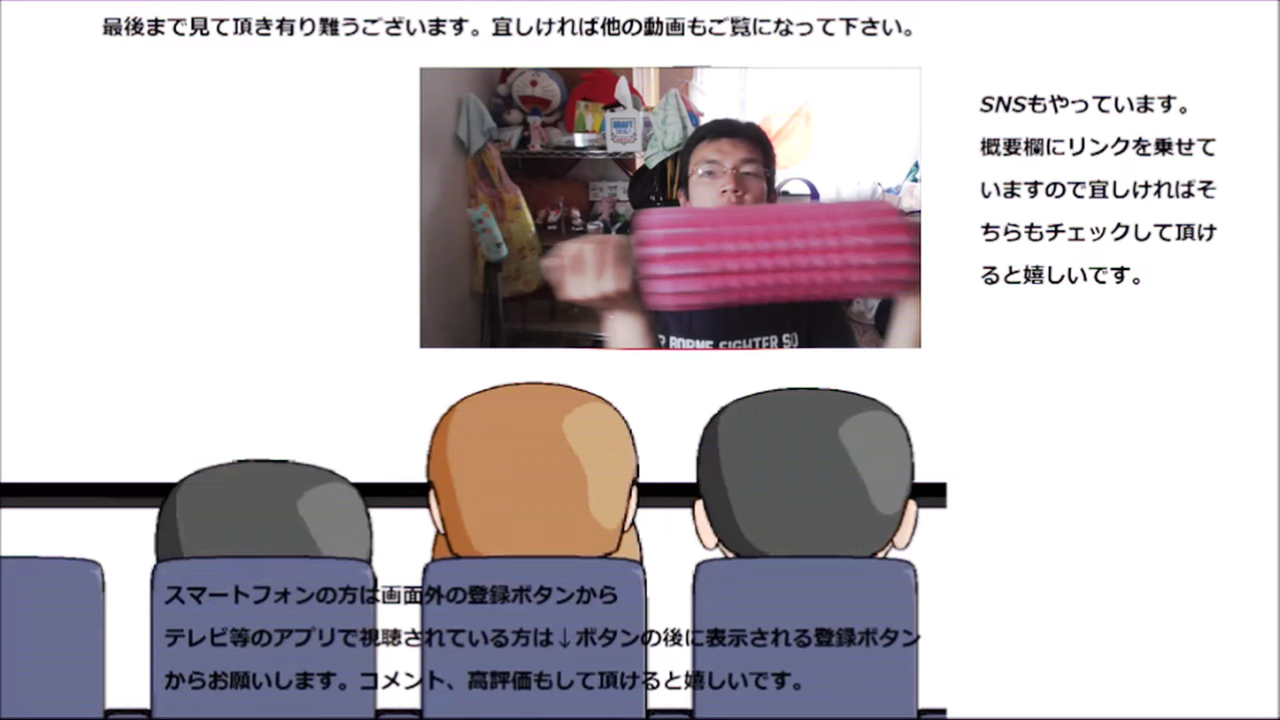 最後まで見て頂き有り難うございます。宜しければ他の動画もご覧になって下さい。
SNSもやっています。
概要欄にリンクを乗せて
いますので宜しければそ
ちらもチェックして頂け
ると嬉しいです。
DRAFT
FIGHTER
スマートフォンの方は画面外の登録ボタンから
テレビ等のアプリで視聴されている方は↓ボタンの後に表示される登録ボタン
からお願いします。コメント、高評価もして頂けると嬉しいです。